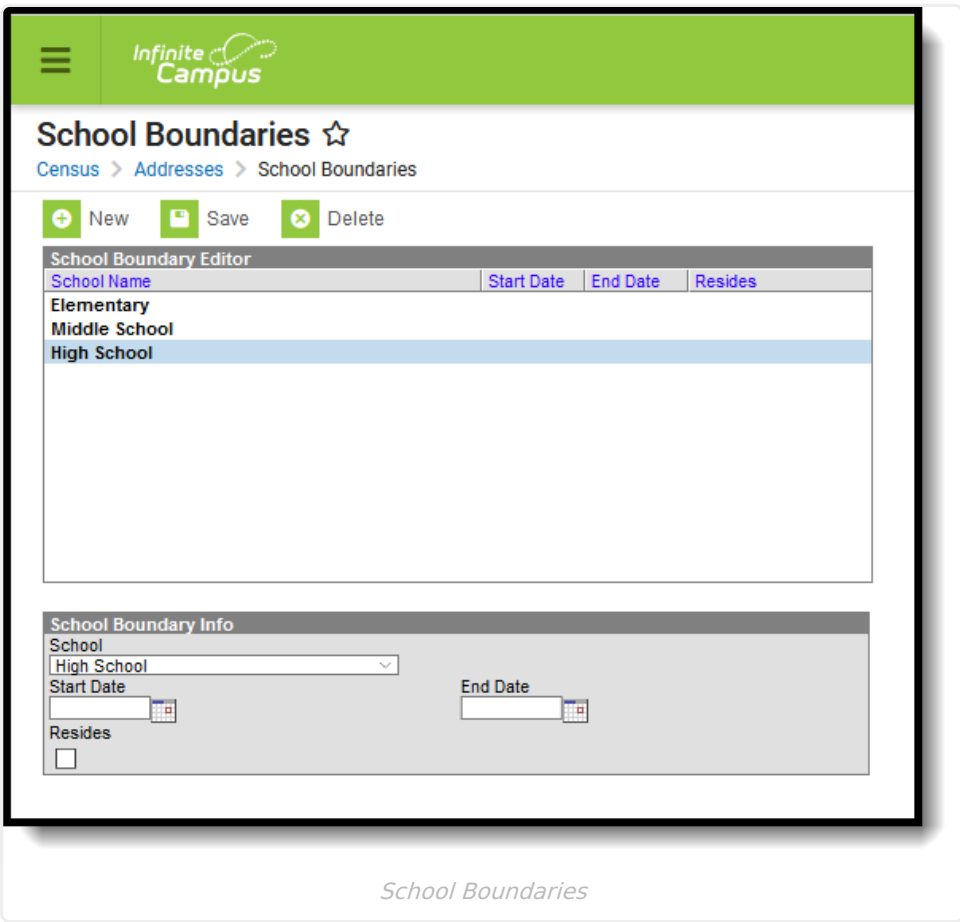 Infinite
Campus
School Boundaries
Census > Addresses > School Boundaries
New Save Delete
School Boundary Editor
School Name Start Date End Date Resides
Elementary
Middle School
High School
School Boundary Info
School
High School
Start Date End Date
Resides
School Boundaries